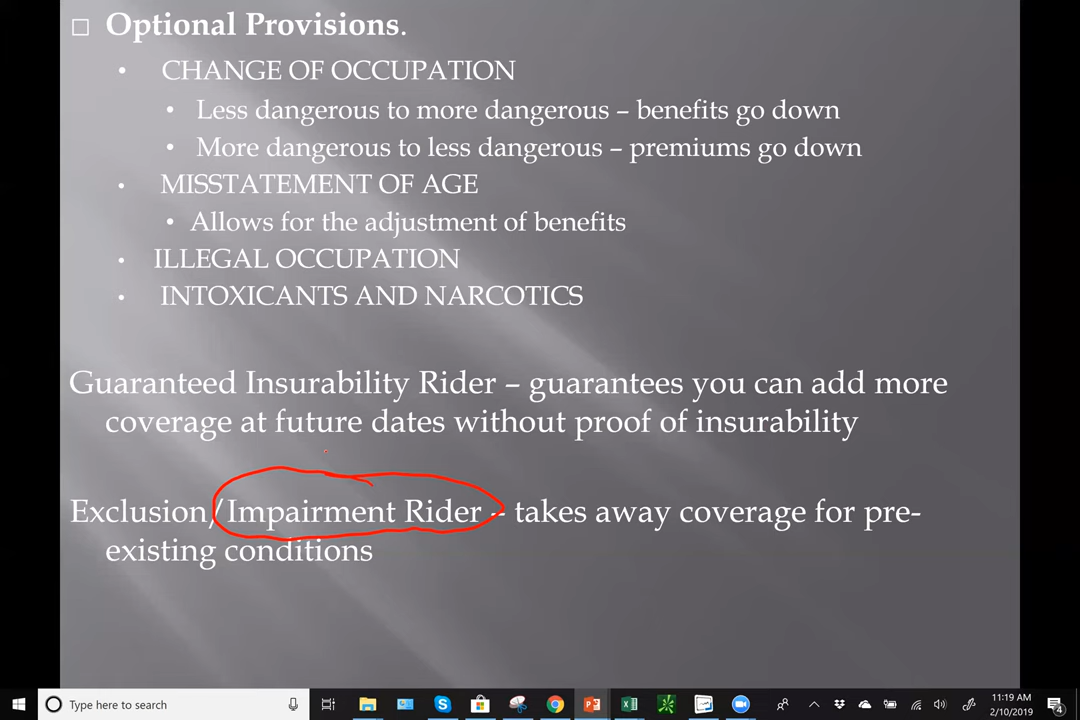 Optional Provisions.
• CHANGE OF OCCUPATION
• Less dangerous to more dangerous – benefits go down
• More dangerous to less dangerous – premiums go down
• MISSTATEMENT OF AGE
• Allows for the adjustment of benefits
• ILLEGAL OCCUPATION
• INTOXICANTS AND NARCOTICS
Guaranteed Insurability Rider – guarantees you can add more
coverage at future dates without proof of insurability
Exclusion/Impairment Rider – takes away coverage for pre-
existing conditions
Type here to search
11:19 AM
2/10/2019
4